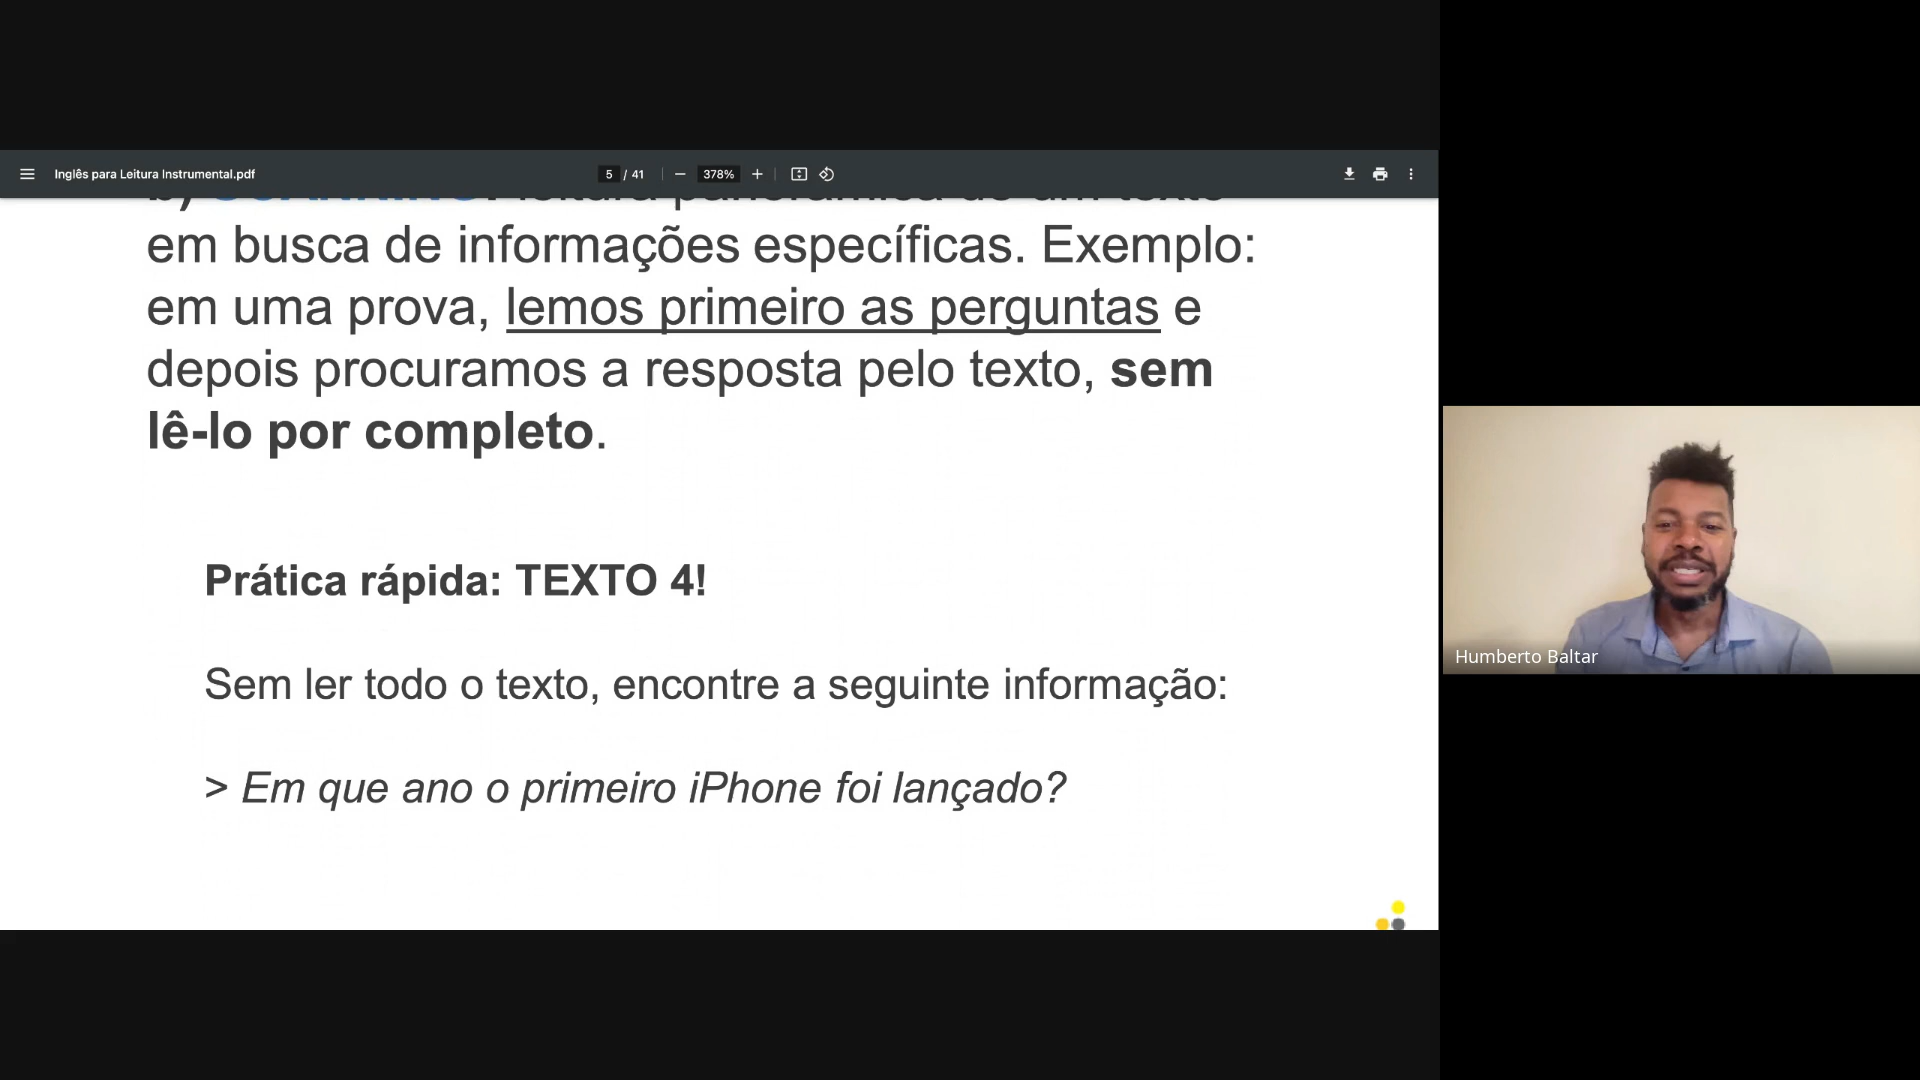 Inglês para Leitura Instrumental.pdf
5 / 41
378%
em busca de informações específicas. Exemplo:
em uma prova, lemos primeiro as perguntas e
depois procuramos a resposta pelo texto, sem
lê-lo por completo.
Prática rápida: TEXTO 4!
Sem ler todo o texto, encontre a seguinte informação:
> Em que ano o primeiro iPhone foi lançado?
Humberto Baltar